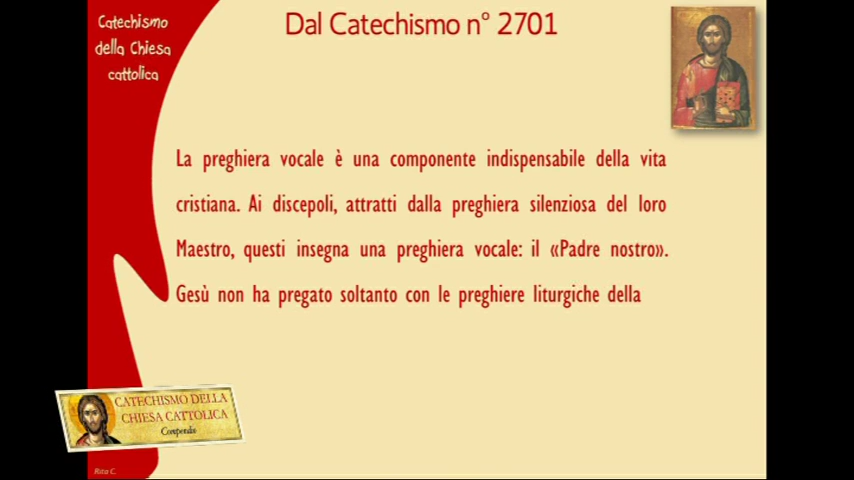 Catechismo
della Chiesa
cattolica
Dal Catechismo n° 2701
La preghiera vocale è una componente indispensabile della vita
cristiana. Ai discepoli, attratti dalla preghiera silenziosa del loro
Maestro, questi insegna una preghiera vocale: il «Padre nostro».
Gesù non ha pregato soltanto con le preghiere liturgiche della
CATECHISMO DELLA
CHIESA CATTOLICA
Compendio
Rita C.